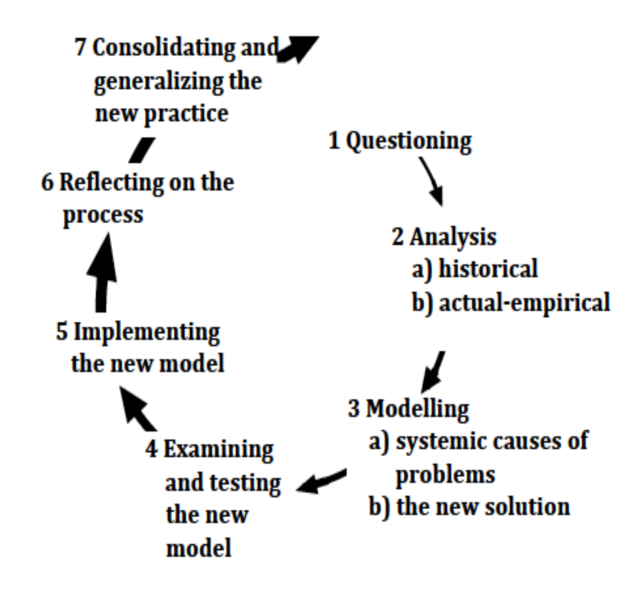 7 Consolidating and
generalizing the
new practice
1 Questioning
6 Reflecting on the
process
2 Analysis
a) historical
b) actual-empirical
5 Implementing
the new model
3 Modelling
a) systemic causes of
problems
b) the new solution
4 Examining
and testing
the new
model